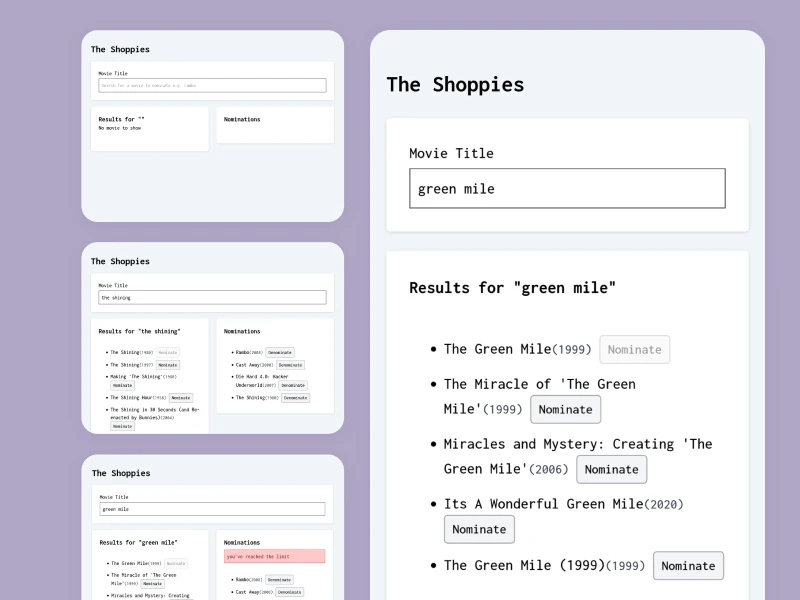 The Shoppies
Movie Title
Search for a movie to nominate e.g. rambo
Results for ""
No movie to show
Nominations
The Shoppies
Movie Title
the shining
Results for "the shining"
The Shining(1980) Nominate
The Shining(1997) Nominate
Making 'The Shining'(1980)
Nominate
The Shining Hour(1938) Nominate
The Shining in 30 Seconds (and Re-
enacted by Bunnies)(2004)
Nominate
Nominations
Rambo(2008) Denominate
Cast Away(2000) Denominate
Die Hard 4.0: Hacker
Underworld(2007) Denominate
The Shining(1980) Denominate
The Shoppies
Movie Title
green mile
Results for "green mile"
The Green Mile(1999) Nominate
The Miracle of 'The Green
Mile'(1999) Nominate
Miracles and Mystery: Creating
Nominations
you've reached the limit
Rambo(2008) Denominate
Cast Away(2000) Denominate
The Shoppies
Movie Title
green mile
Results for "green mile"
The Green Mile(1999) Nominate
The Miracle of 'The Green
Mile'(1999) Nominate
Miracles and Mystery: Creating 'The
Green Mile'(2006) Nominate
Its A Wonderful Green Mile(2020)
Nominate
The Green Mile (1999)(1999) Nominate